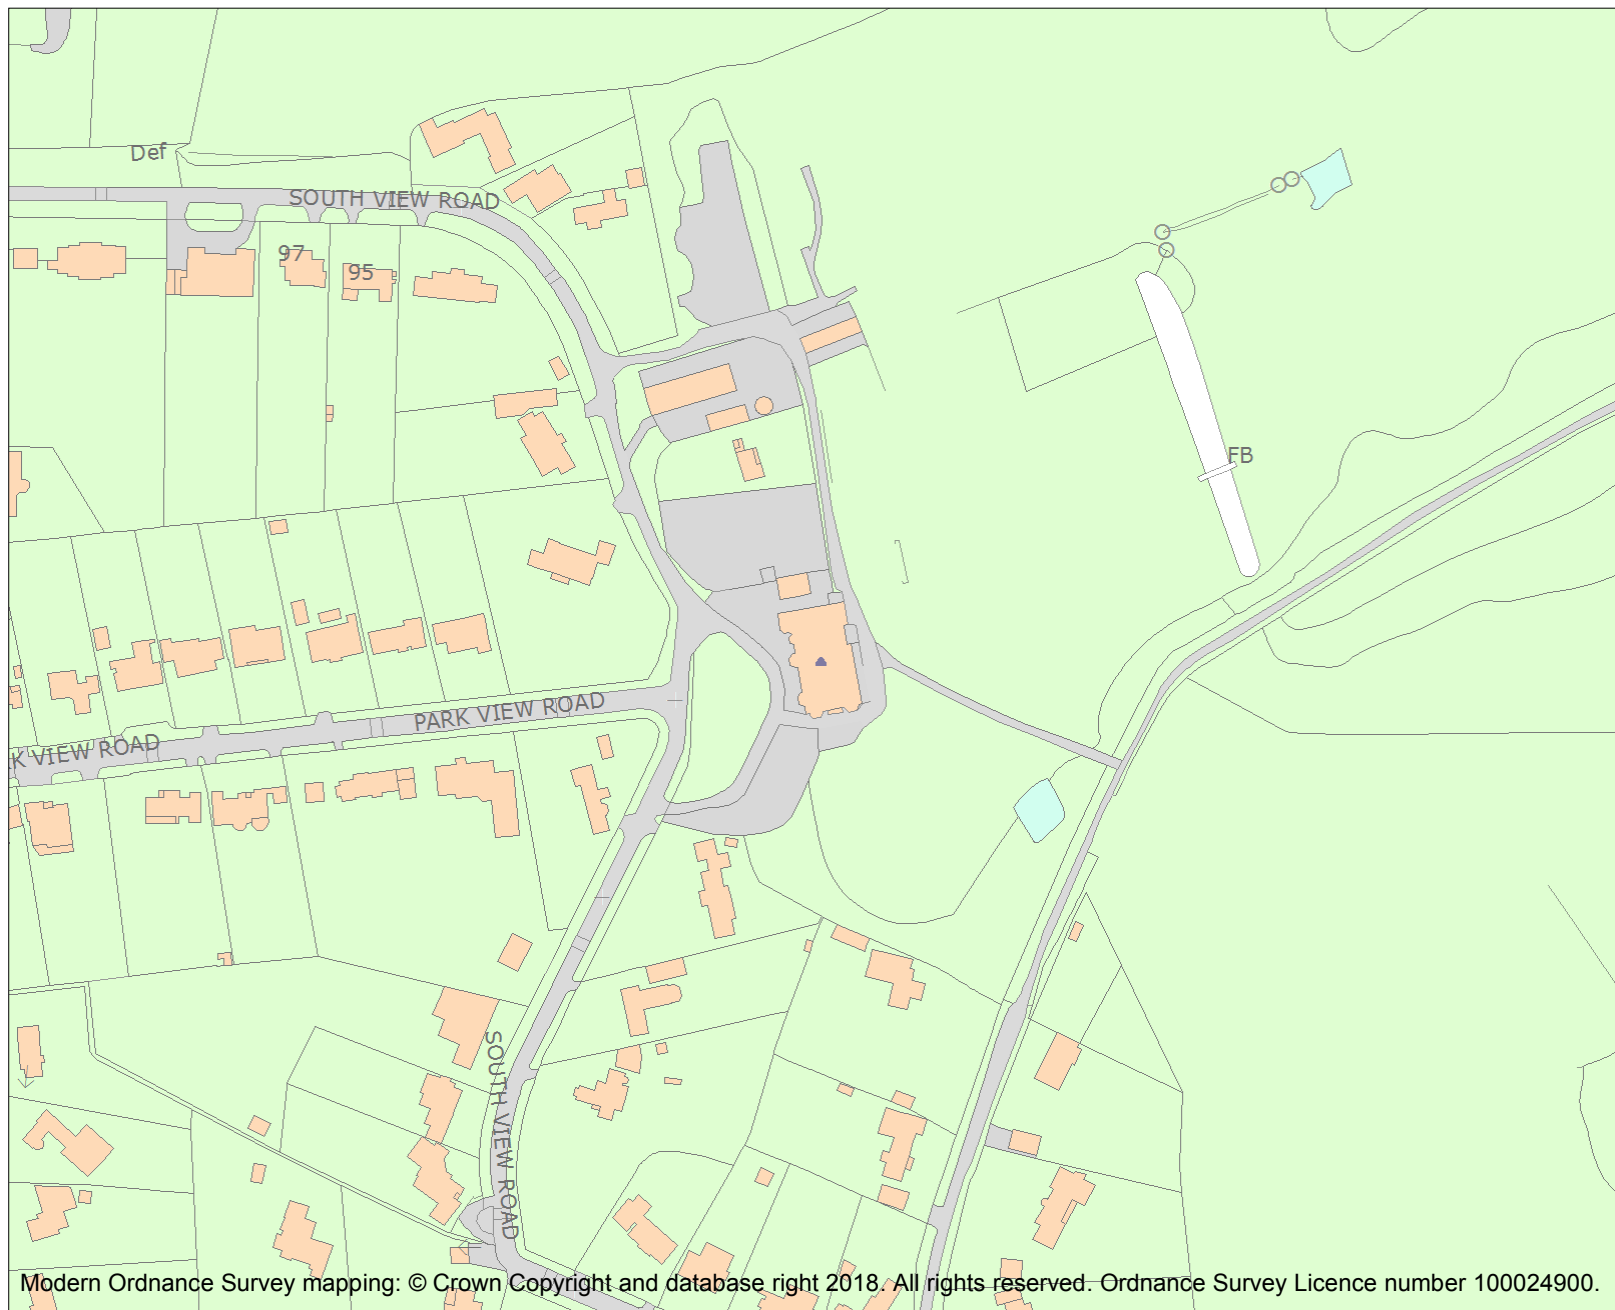 Def
SOUTH VIEW ROAD
97
95
FB
PARK VIEW ROAD
RK VIEW ROAD
SOUTH VIEW ROAD
Modern Ordnance Survey mapping: © Crown Copyright and database right 2018. All rights reserved. Ordnance Survey Licence number 100024900.